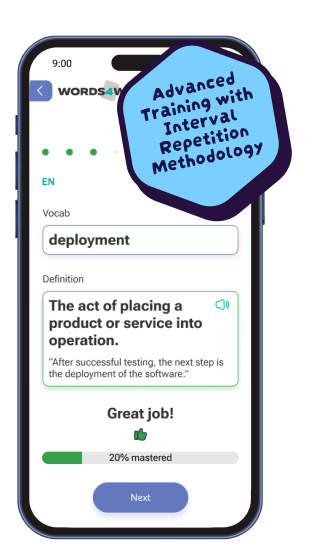 9:00
WORDS4W
Advanced
Training with
Interval
Repetition
Methodology
EN
Vocab
deployment
Definition
The act of placing a
product or service into
operation.
“After successful testing, the next step is
the deployment of the software.”
Great job!
20% mastered
Next